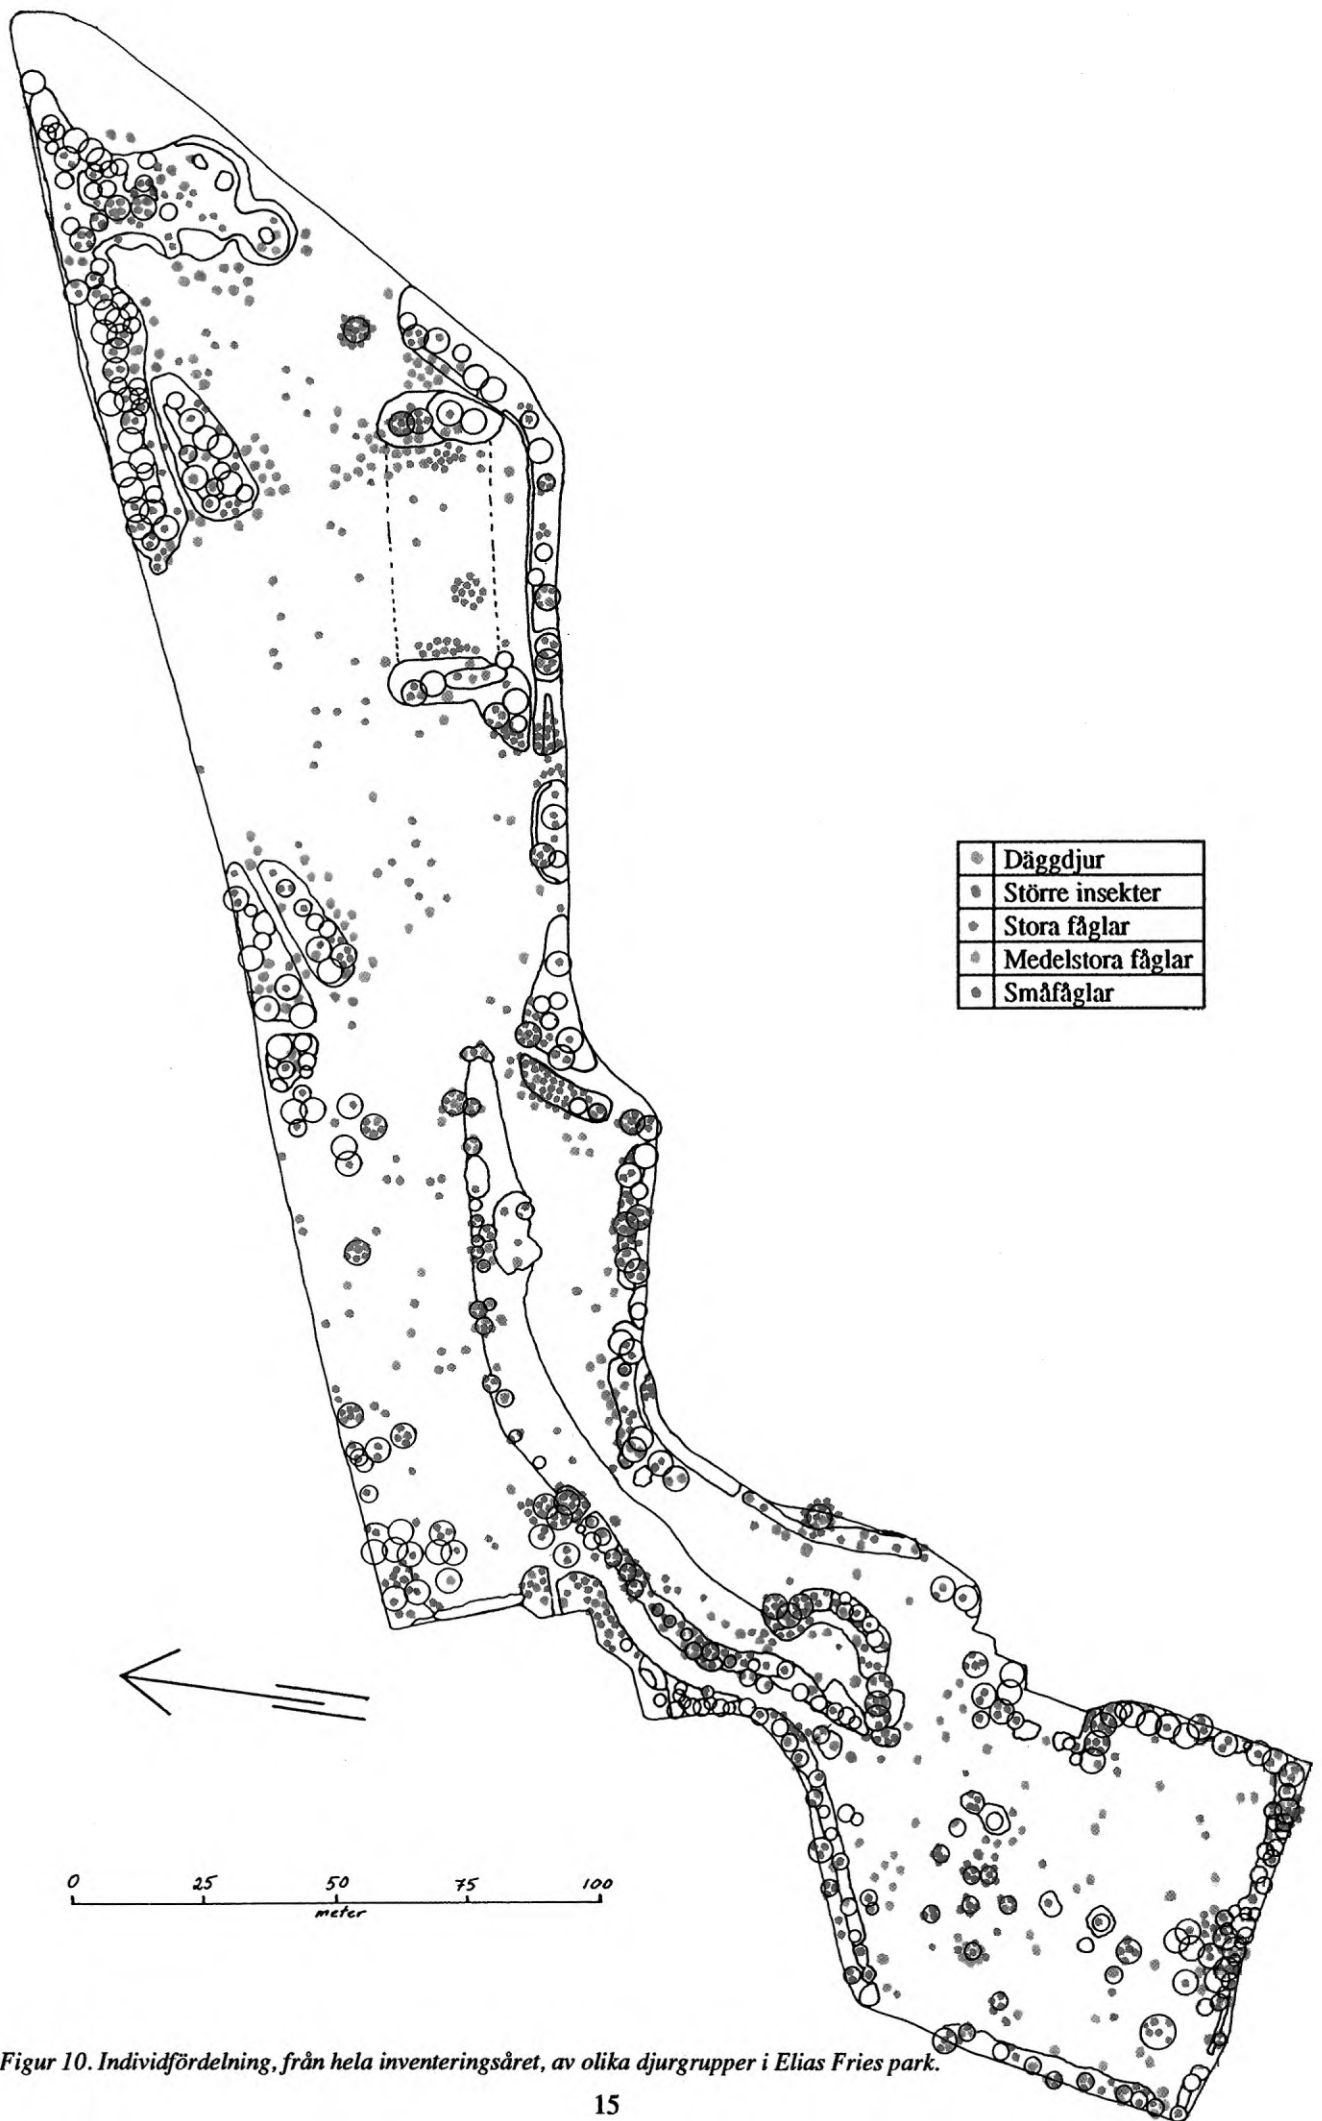 Däggdjur
Större insekter
Stora fåglar
Medelstora fåglar
Småfåglar
0 25 50 75 100
meter
Figur 10. Individfördelning, från hela inventeringsåret, av olika djurgrupper i Elias Fries park.
15